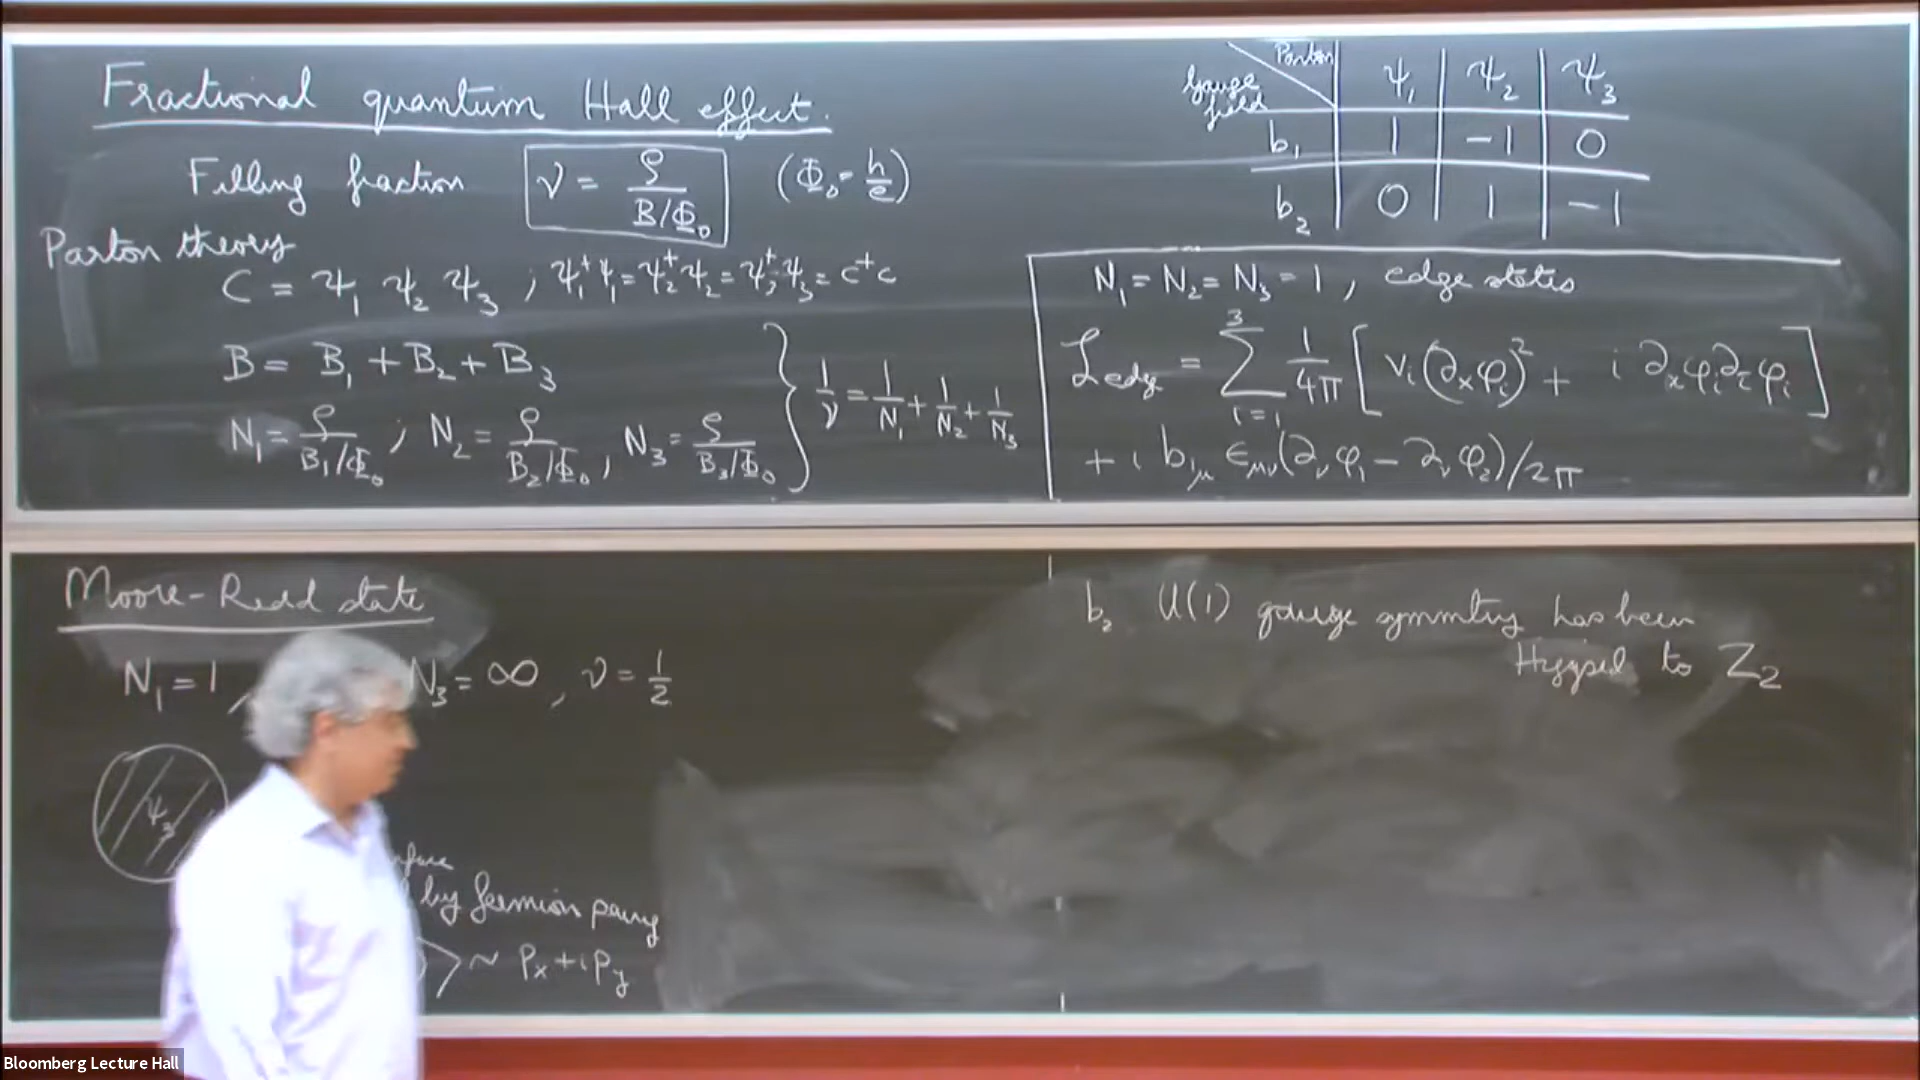 Fractional quantum Hall effect.
Filling fraction ν = ρ / (B/Φ₀) (Φ₀ = h/e)
Parton theory
C = ψ₁ ψ₂ ψ₃ ; ψ₁⁺ψ₁ = ψ₂⁺ψ₂ = ψ₃⁺ψ₃ = c⁺c
B = B₁ + B₂ + B₃
N₁ = ρ / (B₁/Φ₀) , N₂ = ρ / (B₂/Φ₀) , N₃ = ρ / (B₃/Φ₀) } 1/ν = 1/N₁ + 1/N₂ + 1/N₃
Parton ψ₁ ψ₂ ψ₃
Gauge field
b₁ 1 -1 0
b₂ 0 1 -1
N₁ = N₂ = N₃ = 1 , edge states
ℒedge = Σ_{i=1}^{3} 1/4π [ vᵢ(∂ₓφᵢ)² + i ∂ₓφᵢ∂_τφᵢ ]
+ i b₁μ ϵμν(∂νφ₁ - ∂νφ₂)/2π
Moore-Read state
N₁ = 1 , N₃ = ∞ , ν = 1/2
ψ₃
by fermion pairing
⟩ ~ Pₓ + iPy
b₂ U(1) gauge symmetry has been
Higgsed to Z₂
Bloomberg Lecture Hall